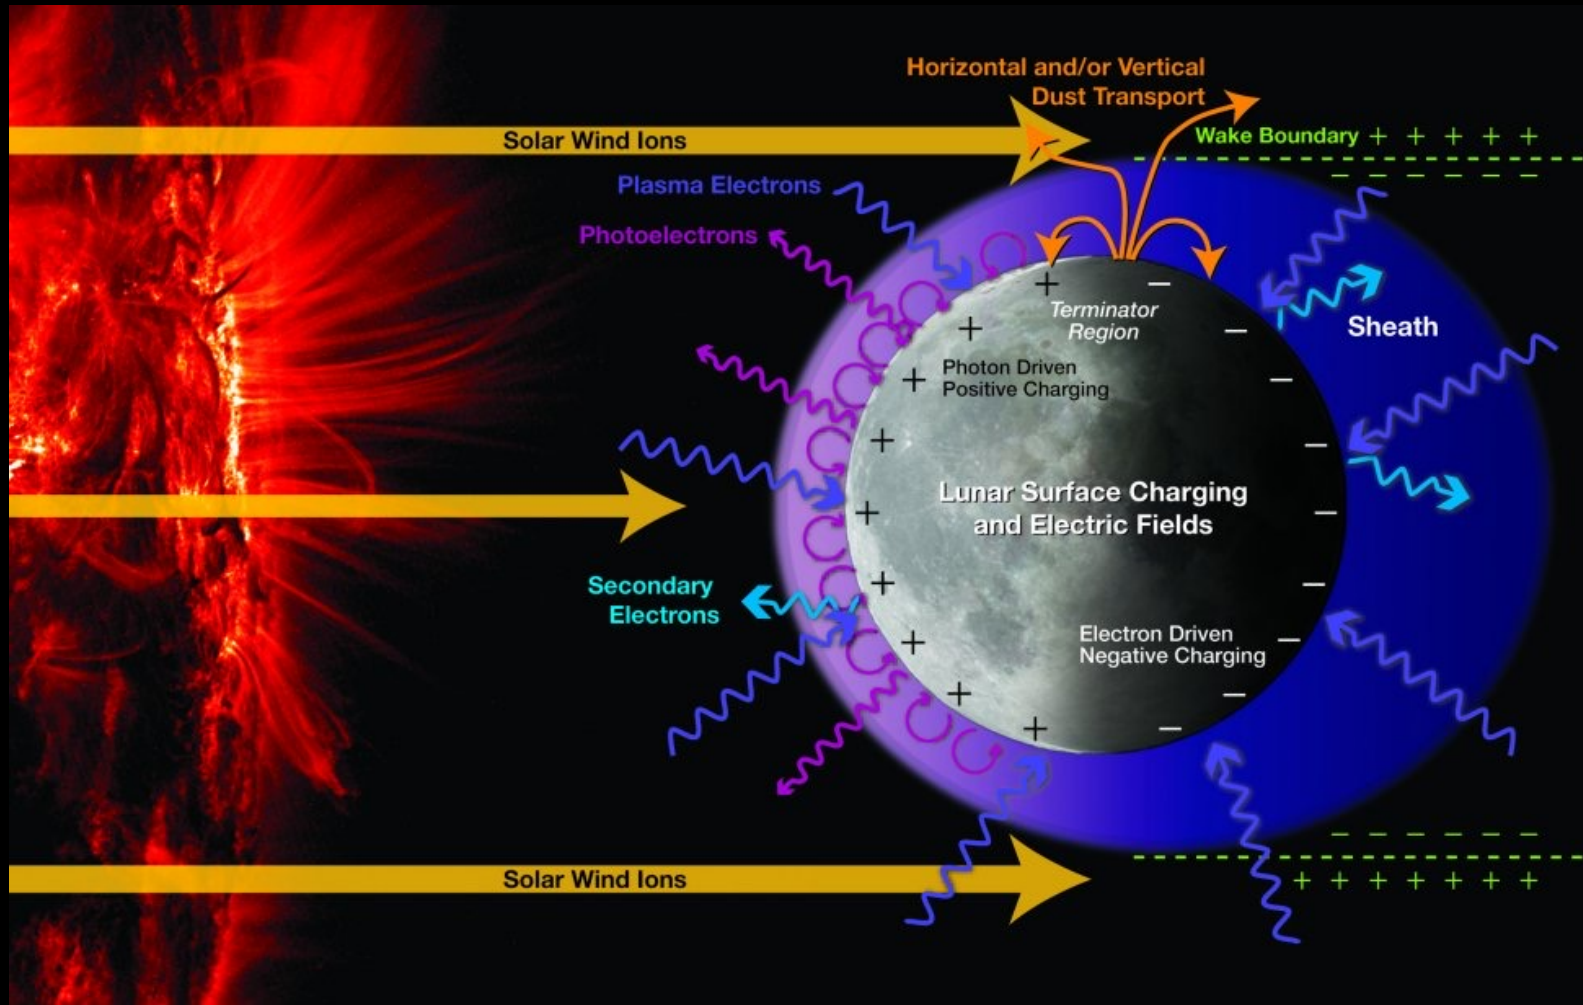 Horizontal and/or Vertical
Dust Transport
Solar Wind Ions
Wake Boundary + + + + +
− − − − − −
Plasma Electrons
Photoelectrons
+ −
Terminator
Region
+ −
Sheath
Photon Driven
Positive Charging
+ −
+ −
Lunar Surface Charging
and Electric Fields
+ −
Secondary
Electrons
+ −
Electron Driven
Negative Charging
+ −
+ −
+ −
− − − − − −
Solar Wind Ions
+ + + + + + +